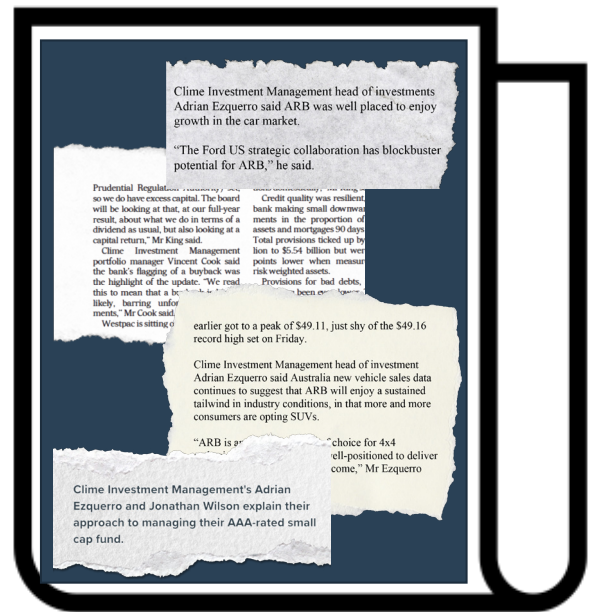 Clime Investment Management head of investments
Adrian Ezquerro said ARB was well placed to enjoy
growth in the car market.
“The Ford US strategic collaboration has blockbuster
potential for ARB,” he said.
Prudential Regulation Authority
so we do have excess capital. The board
will be looking at that, at our full-year
result, about what we do in terms of a
dividend as usual, but also looking at a
capital return,” Mr King said.
Clime Investment Management
portfolio manager Vincent Cook said
the bank’s flagging of a buyback was
the highlight of the update. “We read
this to mean that a
likely, barring
ments,” Mr Cook said.
Westpac is sitting
Credit quality was resilient,
bank making small downwar
ments in the proportion of
assets and mortgages 90 days
Total provisions ticked up by
lion to $5.54 billion but wer
points lower when measur
risk weighted assets.
Provisions for bad debts,
been
earlier got to a peak of $49.11, just shy of the $49.16
record high set on Friday.
Clime Investment Management head of investment
Adrian Ezquerro said Australia new vehicle sales data
continues to suggest that ARB will enjoy a sustained
tailwind in industry conditions, in that more and more
consumers are opting SUVs.
“ARB is choice for 4x4
well-positioned to deliver
come,” Mr Ezquerro
Clime Investment Management's Adrian
Ezquerro and Jonathan Wilson explain their
approach to managing their AAA-rated small
cap fund.